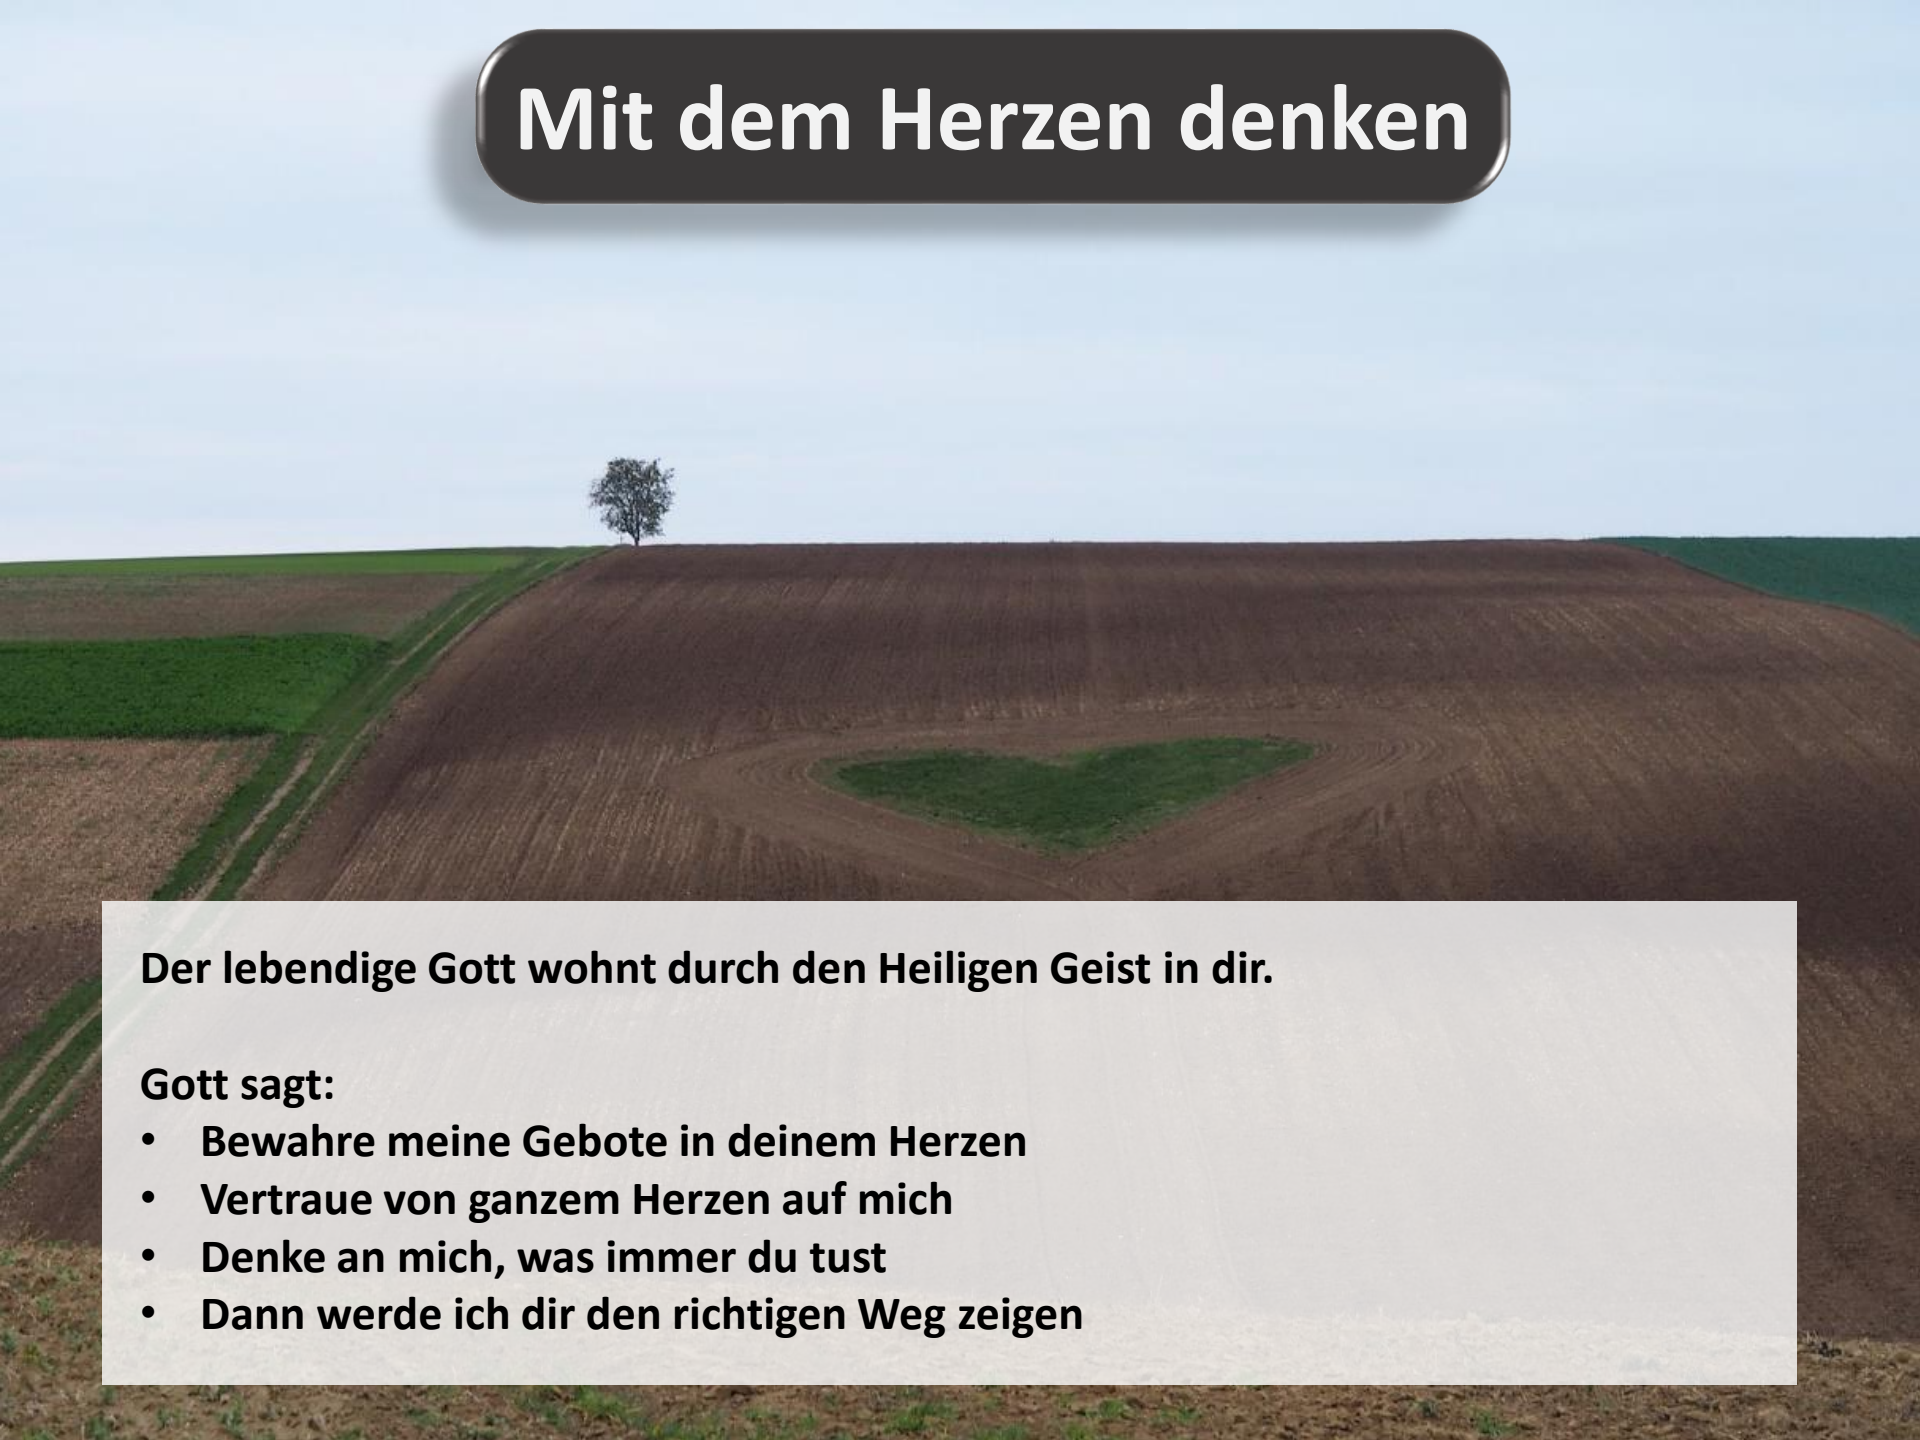 Mit dem Herzen denken
Der lebendige Gott wohnt durch den Heiligen Geist in dir.
Gott sagt:
• Bewahre meine Gebote in deinem Herzen
• Vertraue von ganzem Herzen auf mich
• Denke an mich, was immer du tust
• Dann werde ich dir den richtigen Weg zeigen